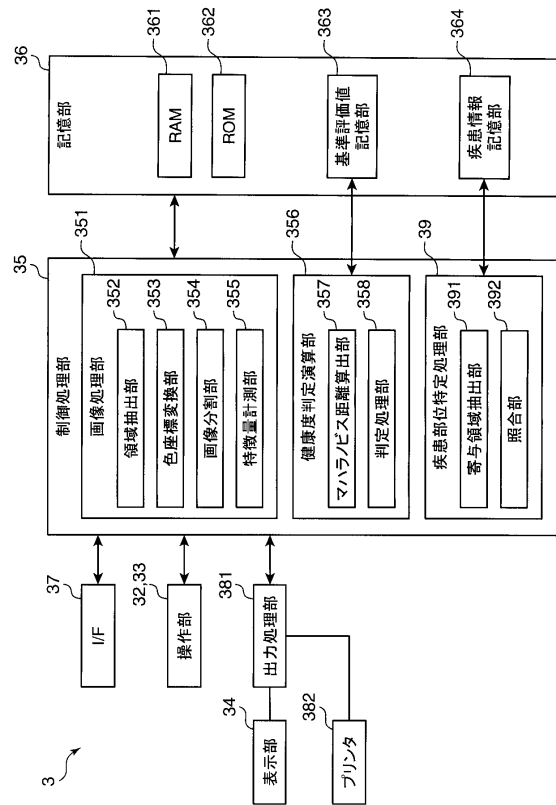 3
I/F
37
操作部
32,33
出力処理部
381
表示部
34
プリンタ
382
制御処理部
35
画像処理部
351
領域抽出部
352
色座標変換部
353
画像分割部
354
特徴量計測部
355
健康度判定演算部
356
マハラノビス距離算出部
357
判定処理部
358
疾患部位特定処理部
39
寄与領域抽出部
391
照合部
392
記憶部
36
RAM
361
ROM
362
基準評価値
記憶部
363
疾患情報
記憶部
364